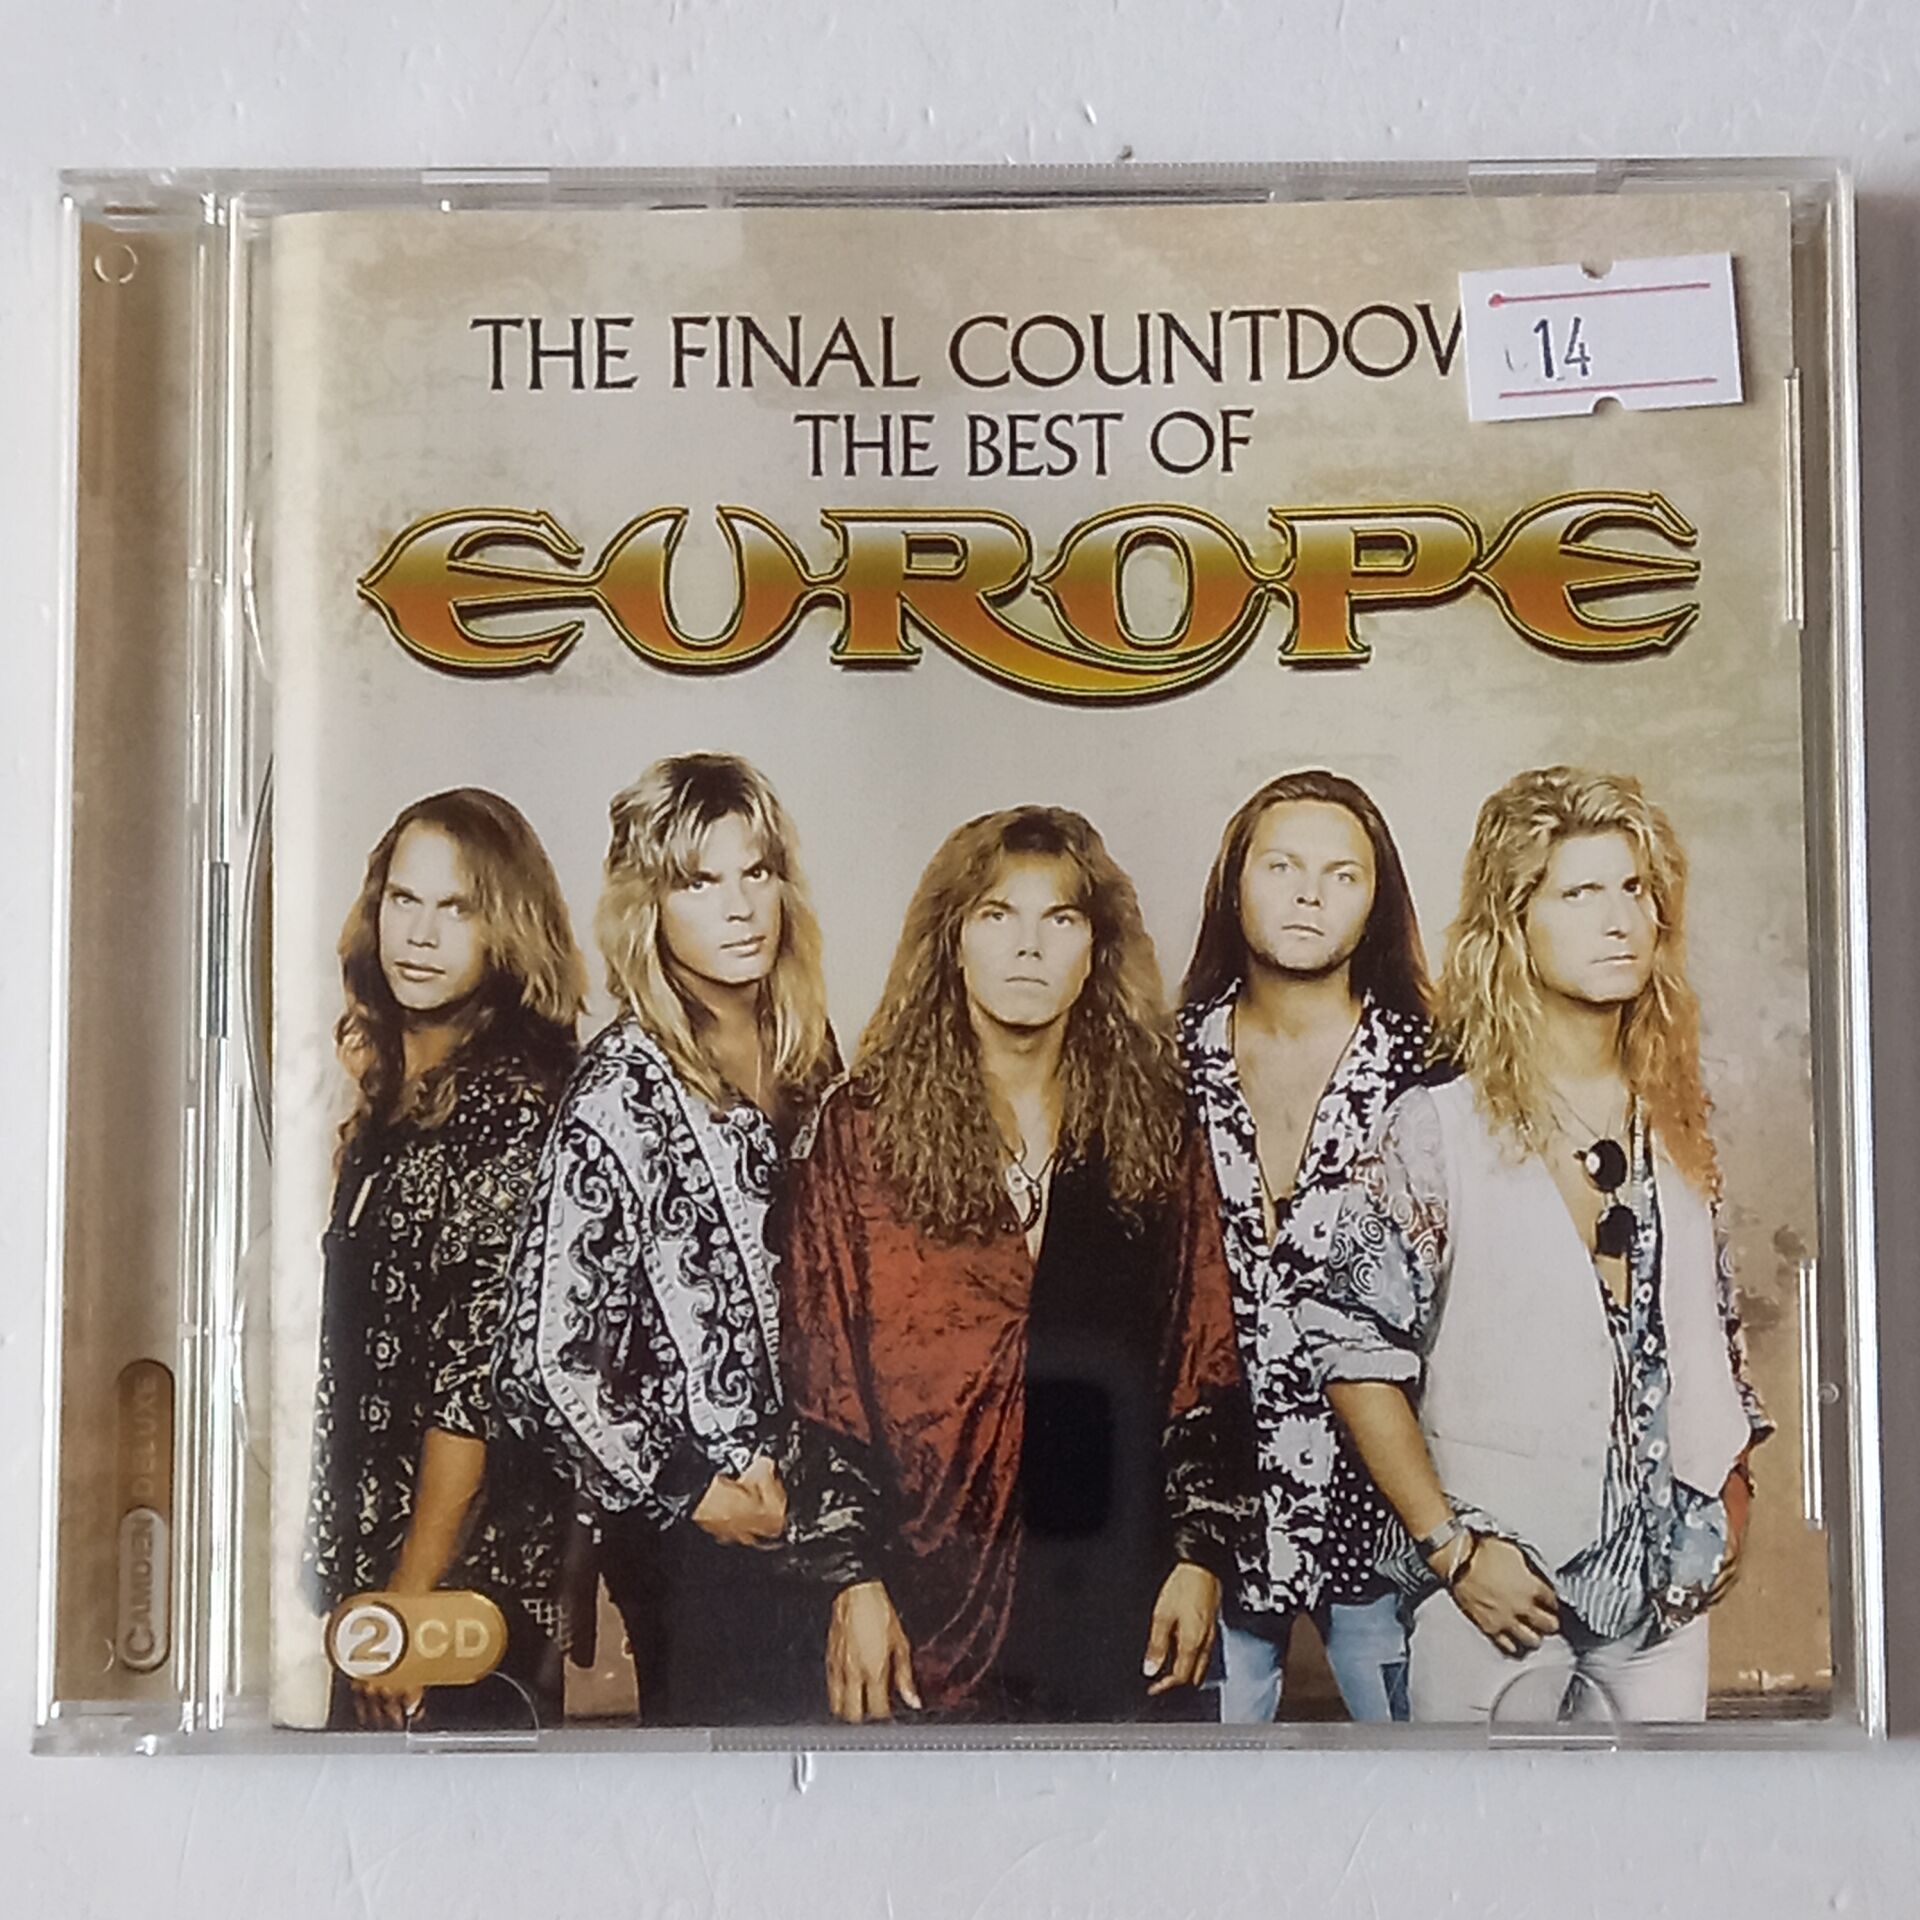 THE FINAL COUNTDOW
14
THE BEST OF
EUROPE
CAMDEN DELUXE
2 CD